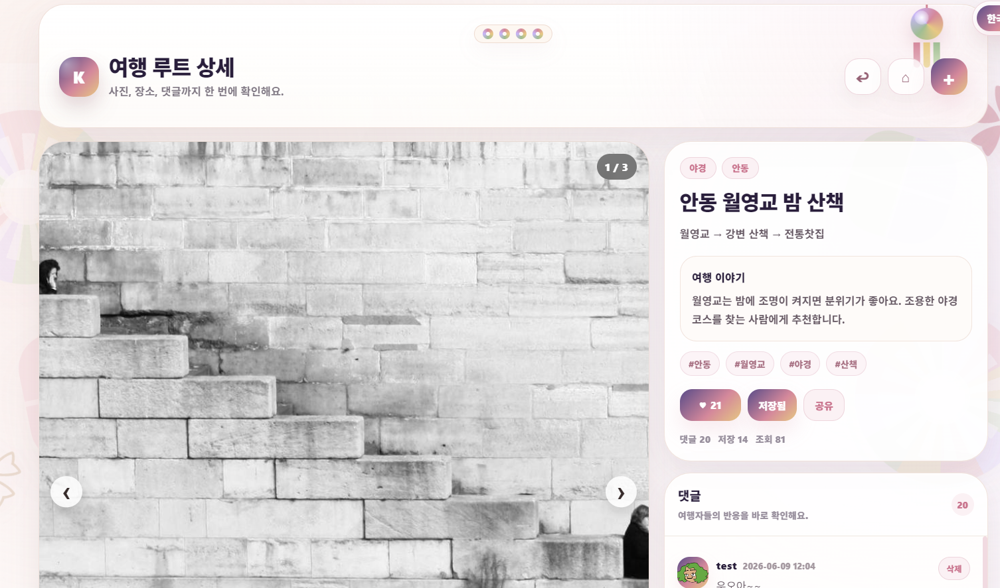 한국
K
여행 루트 상세
사진, 장소, 댓글까지 한 번에 확인해요.
1 / 3
야경 안동
안동 월영교 밤 산책
월영교 → 강변 산책 → 전통찻집
여행 이야기
월영교는 밤에 조명이 켜지면 분위기가 좋아요. 조용한 야경
코스를 찾는 사람에게 추천합니다.
#안동 #월영교 #야경 #산책
♥ 21 저장됨 공유
댓글 20 저장 14 조회 81
댓글
20
여행자들의 반응을 바로 확인해요.
test 2026-06-09 12:04
삭제
우오아~~